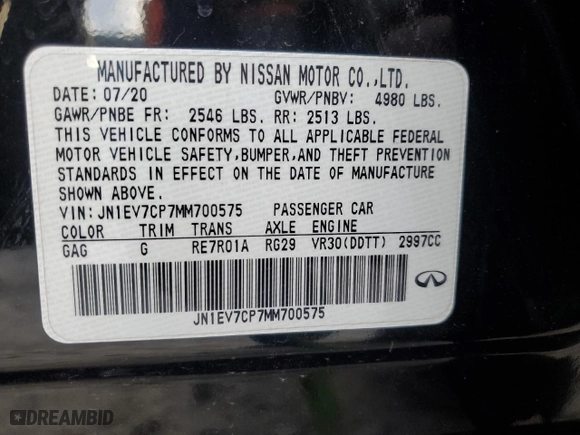 MANUFACTURED BY NISSAN MOTOR CO.,LTD.
DATE: 07/20 GVWR/PNBV: 4980 LBS.
GAWR/PNBE FR: 2546 LBS. RR: 2513 LBS.
THIS VEHICLE CONFORMS TO ALL APPLICABLE FEDERAL
MOTOR VEHICLE SAFETY,BUMPER,AND THEFT PREVENTION
STANDARDS IN EFFECT ON THE DATE OF MANUFACTURE
SHOWN ABOVE.
VIN: JN1EV7CP7MM700575 PASSENGER CAR
COLOR TRIM TRANS AXLE ENGINE
GAG G RE7R01A RG29 VR30(DDTT) 2997CC
JN1EV7CP7MM700575
DREAMBID